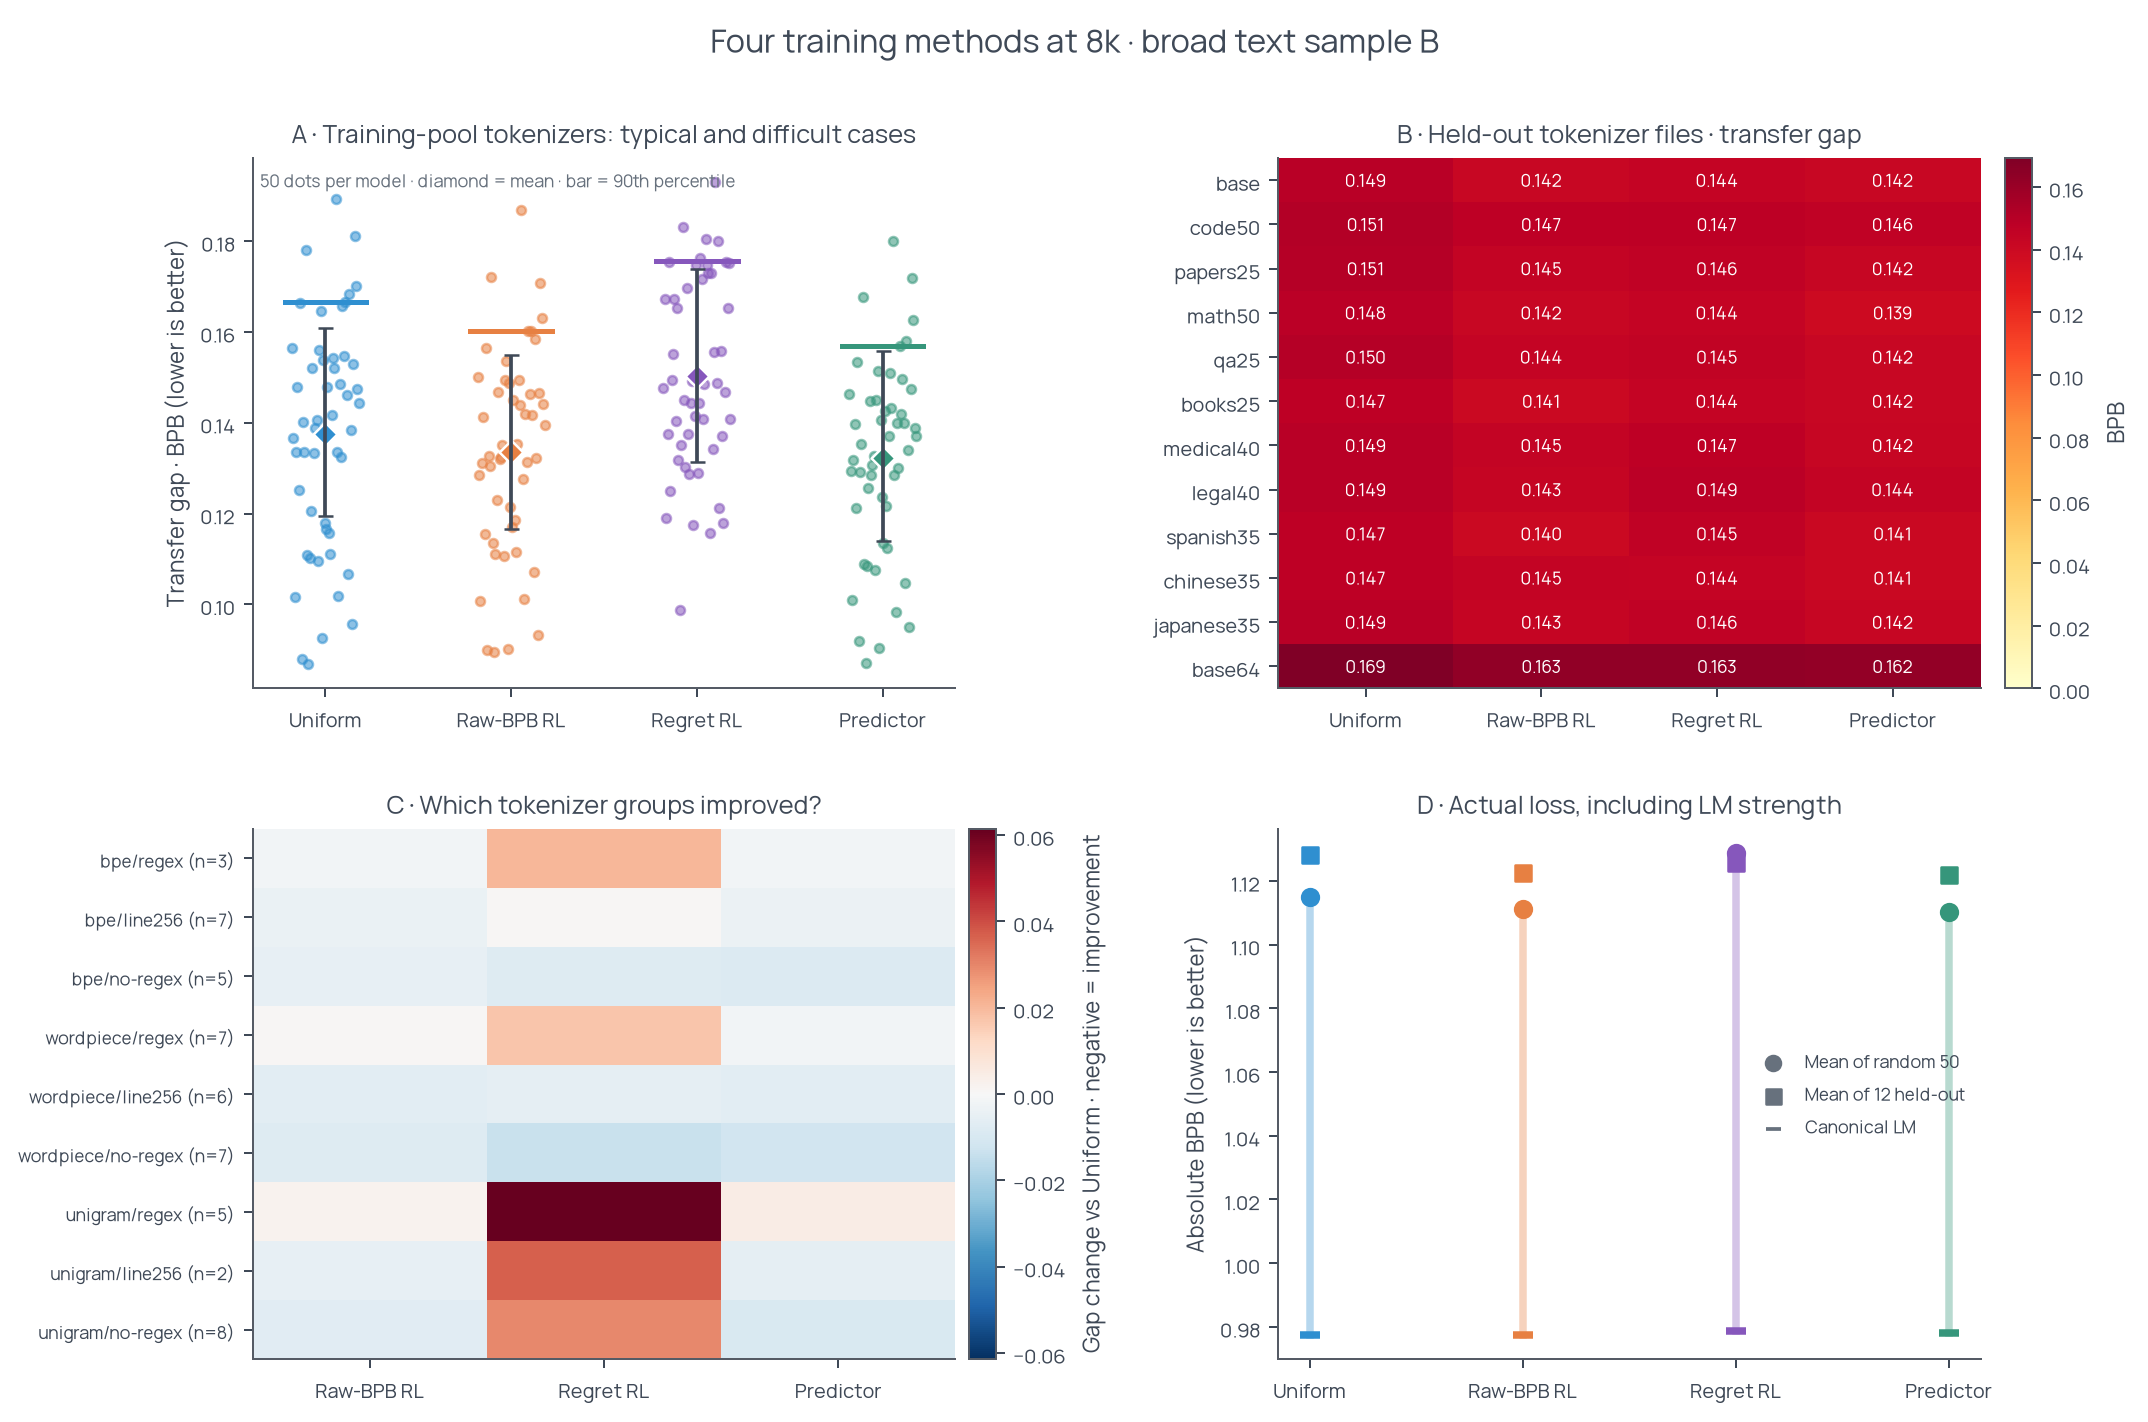 Four training methods at 8k · broad text sample B
A · Training-pool tokenizers: typical and difficult cases
50 dots per model · diamond = mean · bar = 90th percentile
Transfer gap · BPB (lower is better)
0.18
0.16
0.14
0.12
0.10
Uniform
Raw-BPB RL
Regret RL
Predictor
B · Held-out tokenizer files · transfer gap
base 0.149 0.142 0.144 0.142
code50 0.151 0.147 0.147 0.146
papers25 0.151 0.145 0.146 0.142
math50 0.148 0.142 0.144 0.139
qa25 0.150 0.144 0.145 0.142
books25 0.147 0.141 0.144 0.142
medical40 0.149 0.145 0.147 0.142
legal40 0.149 0.143 0.149 0.144
spanish35 0.147 0.140 0.145 0.141
chinese35 0.147 0.145 0.144 0.141
japanese35 0.149 0.143 0.146 0.142
base64 0.169 0.163 0.163 0.162
Uniform
Raw-BPB RL
Regret RL
Predictor
0.16
0.14
0.12
0.10
0.08
0.06
0.04
0.02
0.00
BPB
C · Which tokenizer groups improved?
bpe/regex (n=3)
bpe/line256 (n=7)
bpe/no-regex (n=5)
wordpiece/regex (n=7)
wordpiece/line256 (n=6)
wordpiece/no-regex (n=7)
unigram/regex (n=5)
unigram/line256 (n=2)
unigram/no-regex (n=8)
Raw-BPB RL
Regret RL
Predictor
0.06
0.04
0.02
0.00
−0.02
−0.04
−0.06
Gap change vs Uniform · negative = improvement
D · Actual loss, including LM strength
Absolute BPB (lower is better)
1.12
1.10
1.08
1.06
1.04
1.02
1.00
0.98
Mean of random 50
Mean of 12 held-out
Canonical LM
Uniform
Raw-BPB RL
Regret RL
Predictor